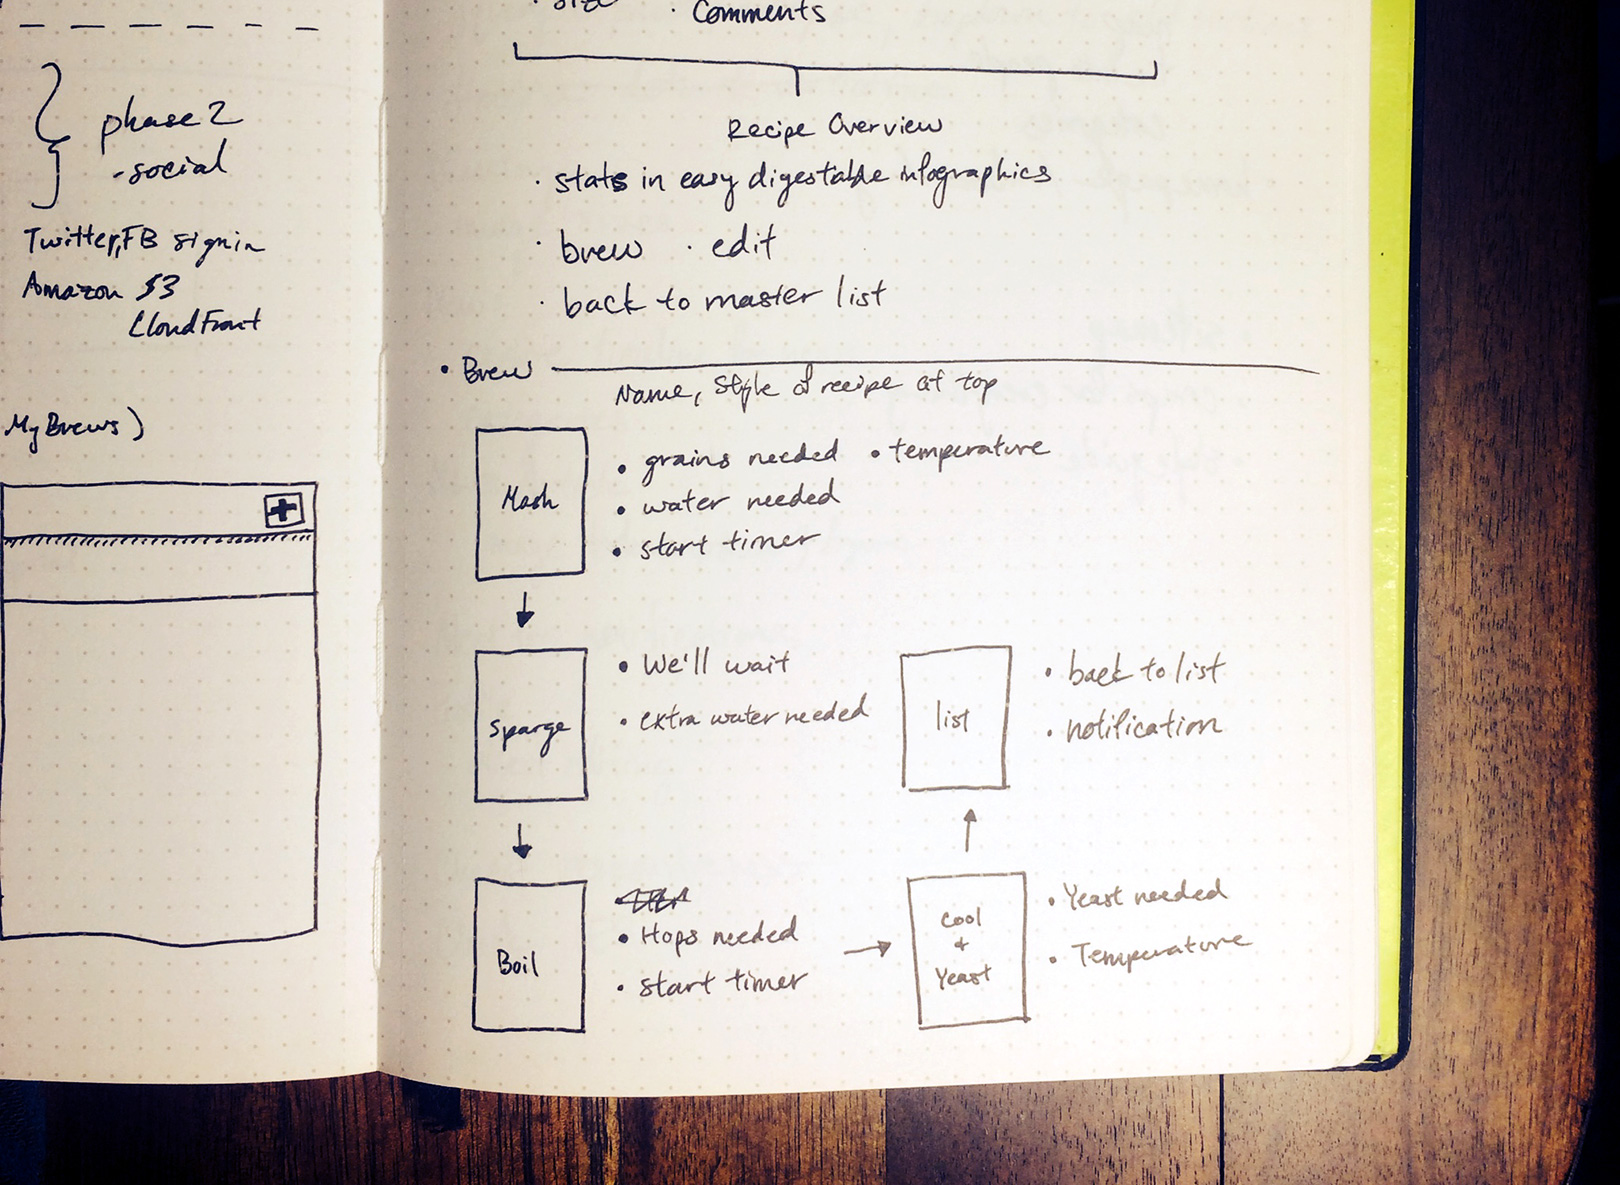 phase 2
-social
Twitter, FB signin
Amazon S3
CloudFront
My Brews)
· size · Comments
Recipe Overview
· stats in easy digestable infographics
· brew · edit
· back to master list
• Brew
Name, Style of recipe at top
Mash
• grains needed • temperature
• water needed
• start timer
Sparge
• We'll wait
• extra water needed
Boil
• Hops needed
• start timer
Cool
+
Yeast
• Yeast needed
• Temperature
list
• back to list
• notification